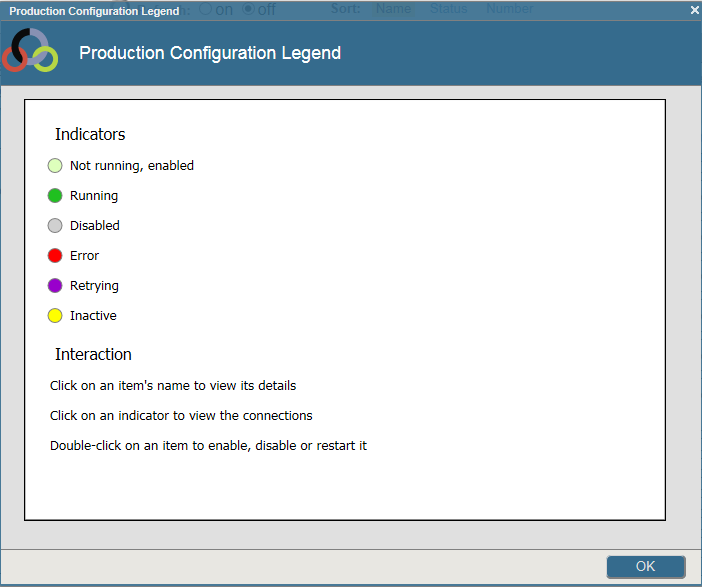 Production Configuration Legend
on off Sort: Name Status Number
Production Configuration Legend
Indicators
Not running, enabled
Running
Disabled
Error
Retrying
Inactive
Interaction
Click on an item's name to view its details
Click on an indicator to view the connections
Double-click on an item to enable, disable or restart it
OK